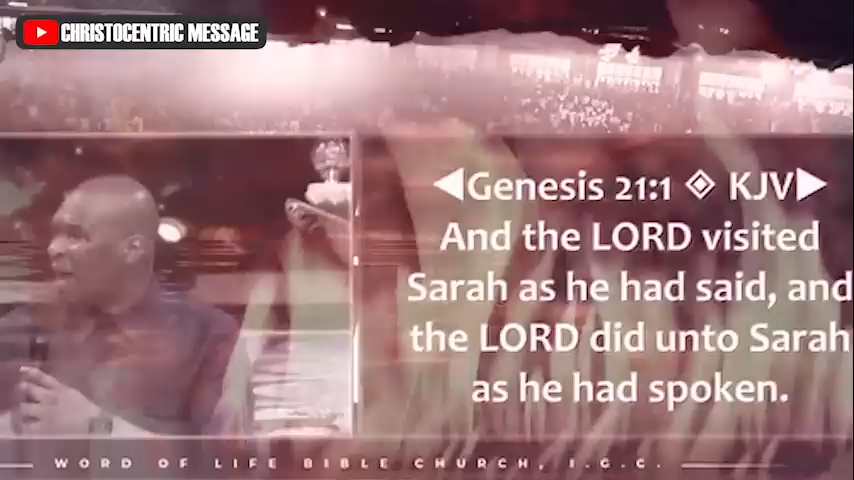 CHRISTOCENTRIC MESSAGE
Genesis 21:1 ◈ KJV
And the LORD visited
Sarah as he had said, and
the LORD did unto Sarah
as he had spoken.
WORD OF LIFE BIBLE CHURCH, I.G.C.